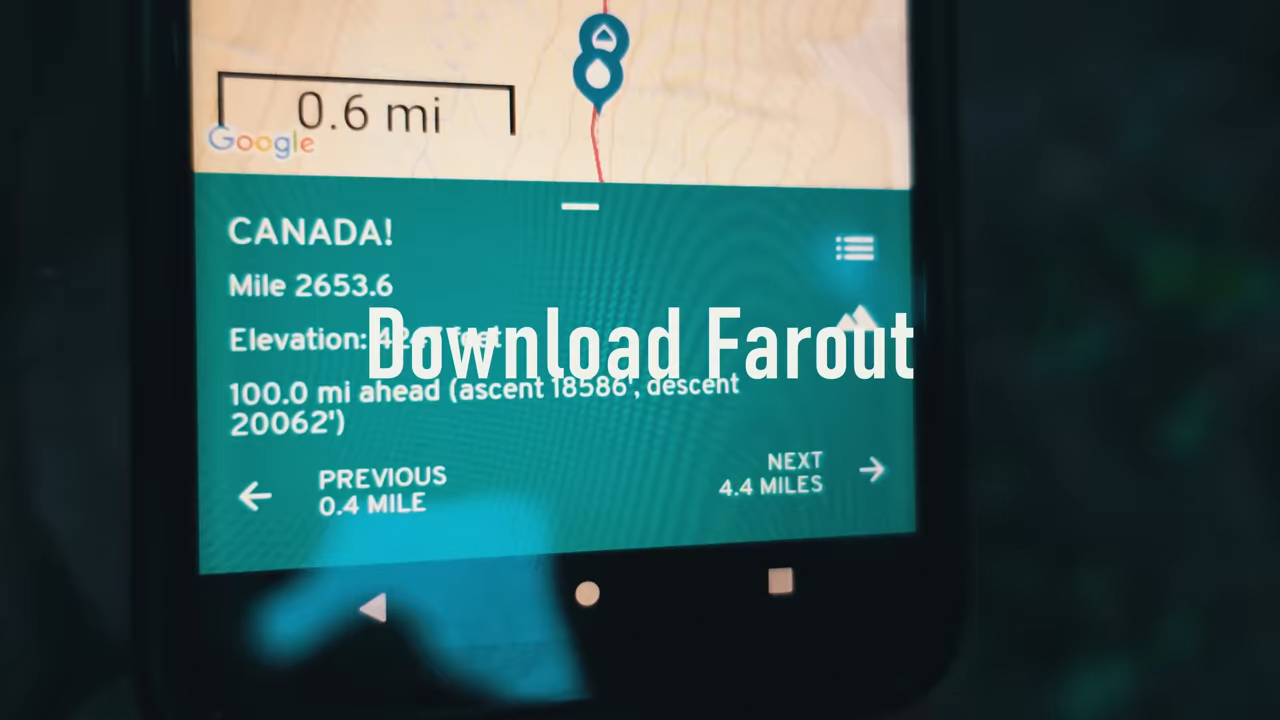 0.6 mi
Google
CANADA!
Mile 2653.6
Elevation:
Download Farout
100.0 mi ahead (ascent 18586', descent
20062')
PREVIOUS
0.4 MILE
NEXT
4.4 MILES